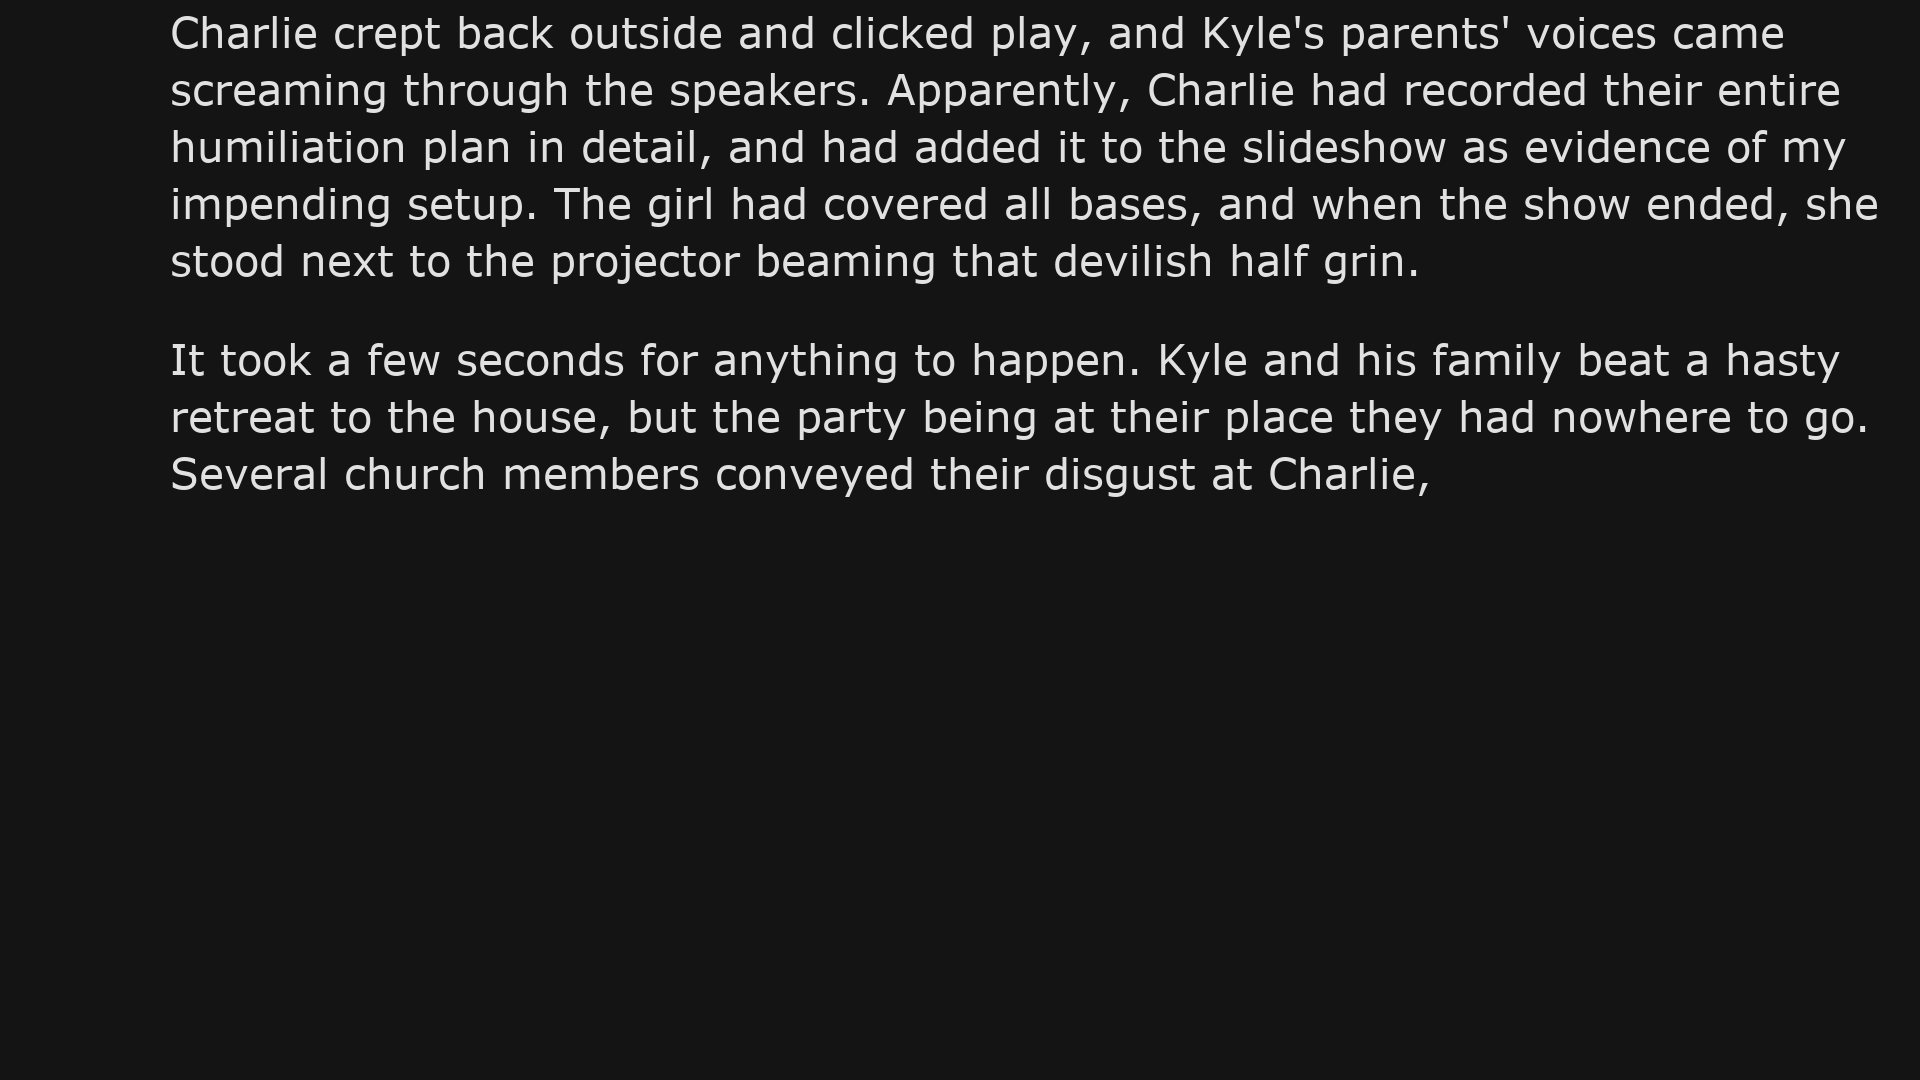 Charlie crept back outside and clicked play, and Kyle's parents' voices came
screaming through the speakers. Apparently, Charlie had recorded their entire
humiliation plan in detail, and had added it to the slideshow as evidence of my
impending setup. The girl had covered all bases, and when the show ended, she
stood next to the projector beaming that devilish half grin.
It took a few seconds for anything to happen. Kyle and his family beat a hasty
retreat to the house, but the party being at their place they had nowhere to go.
Several church members conveyed their disgust at Charlie,